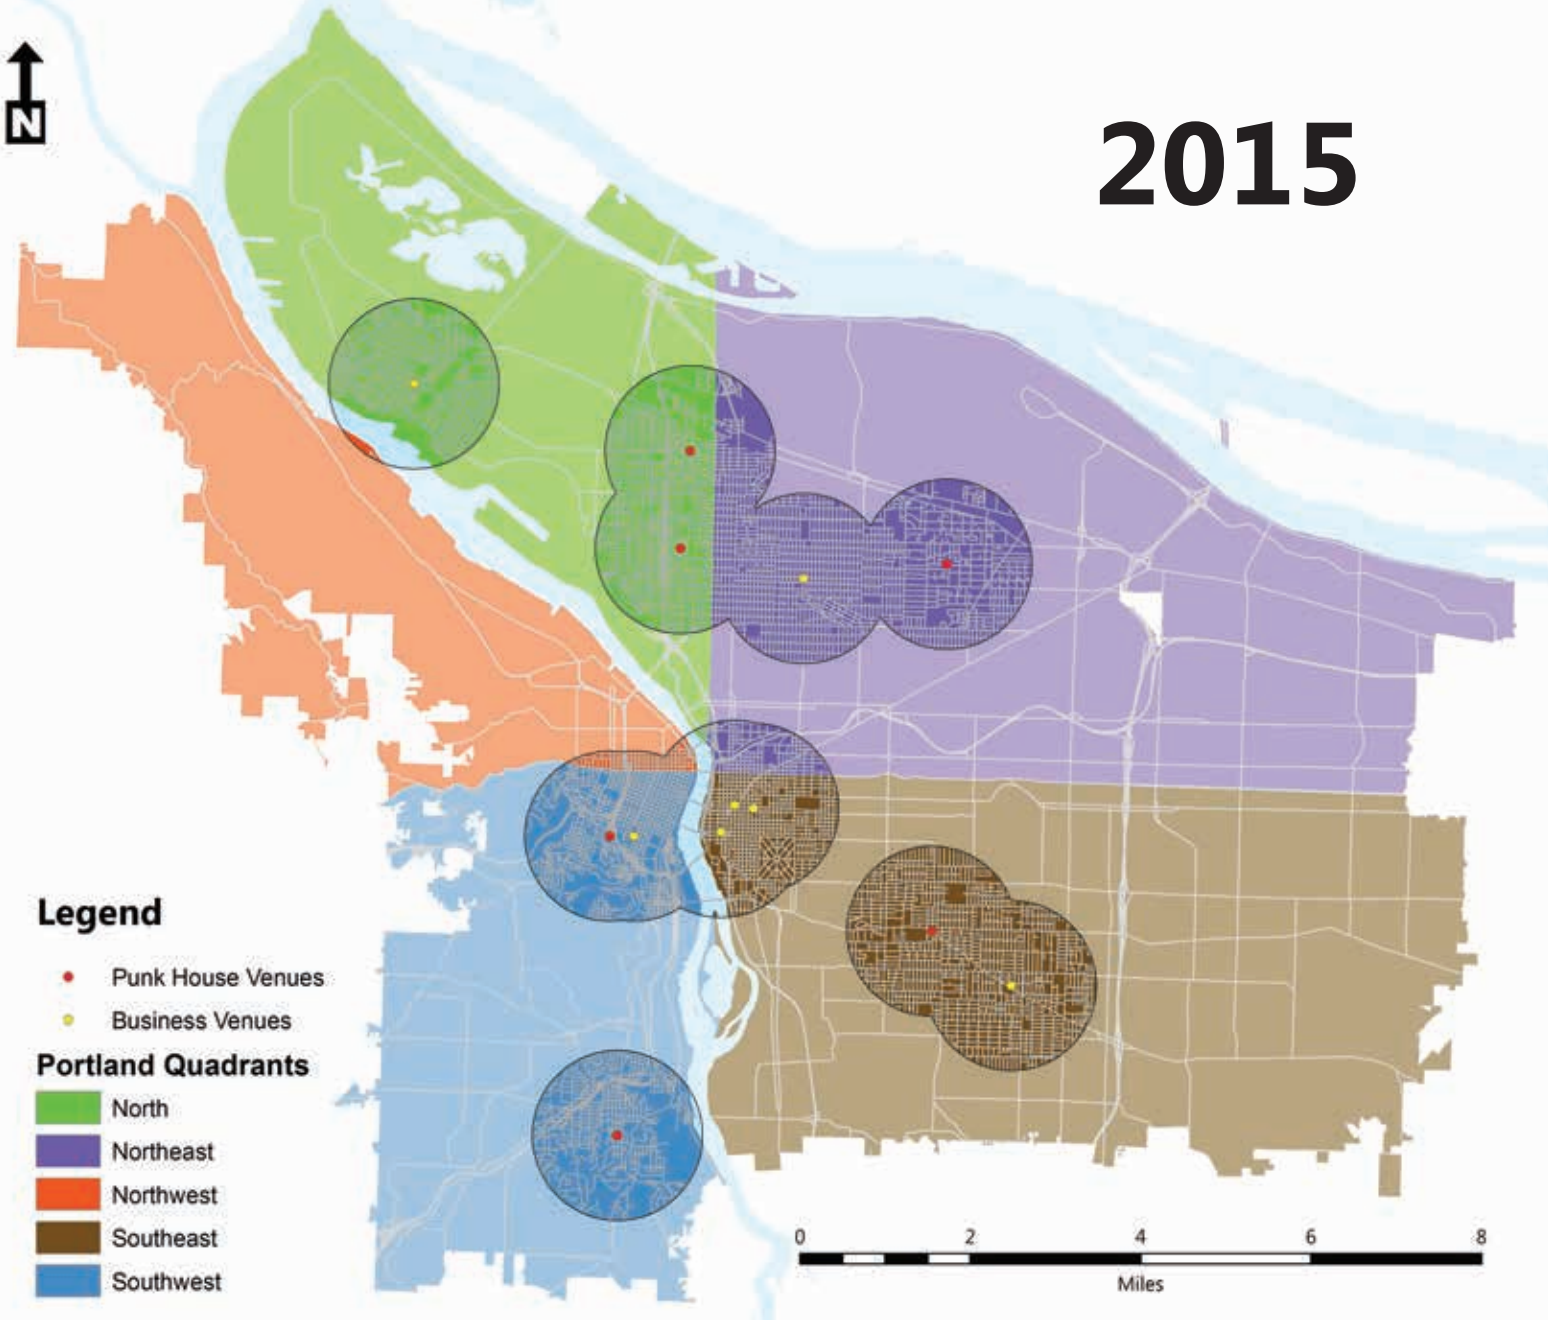 N
2015
Legend
Punk House Venues
Business Venues
Portland Quadrants
North
Northeast
Northwest
Southeast
Southwest
0 2 4 6 8
Miles